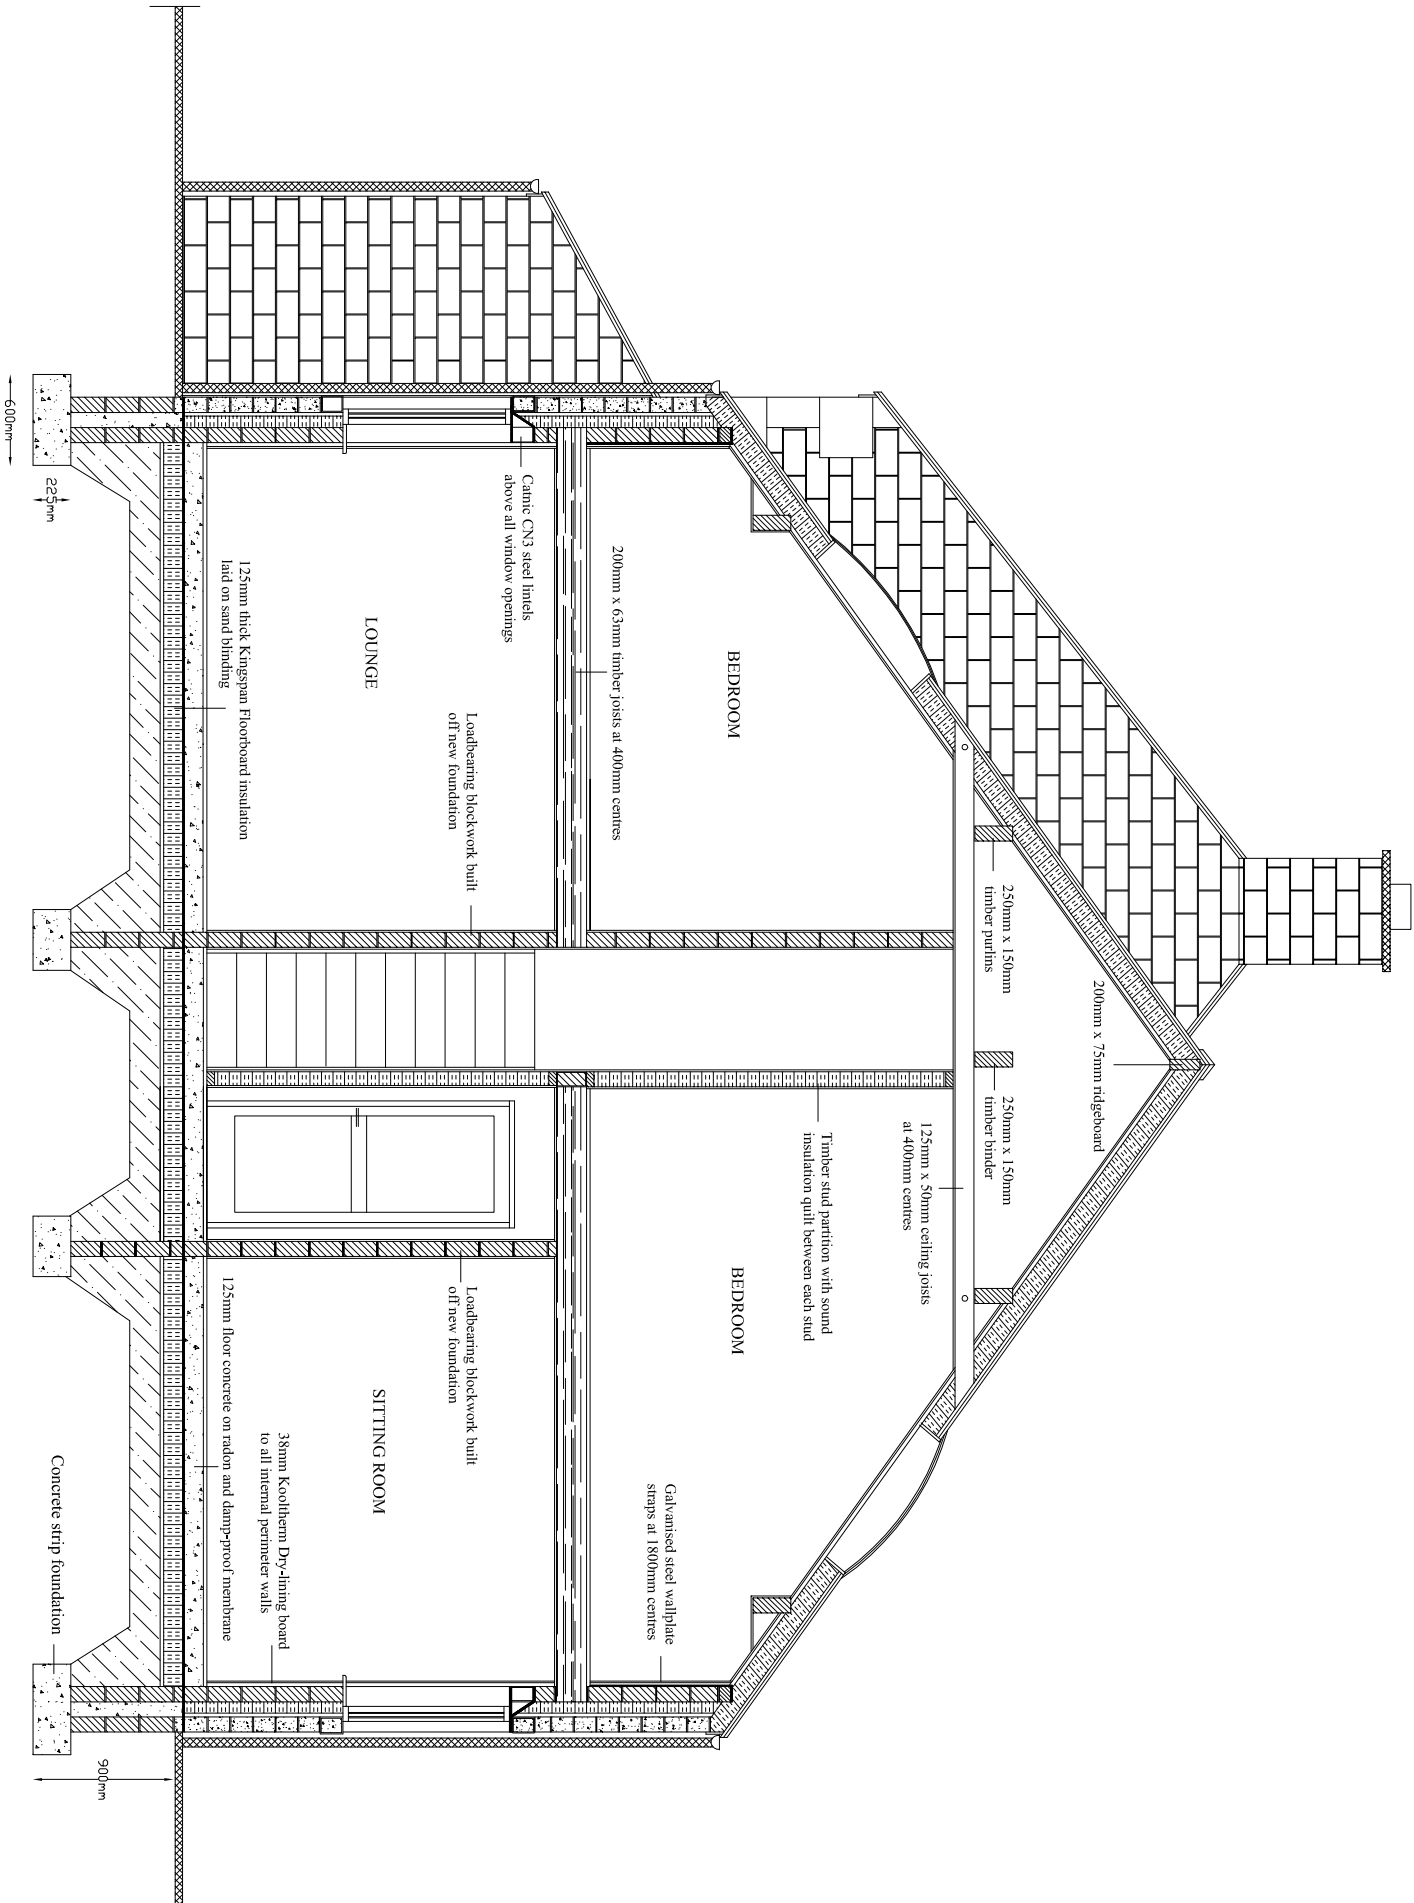 200mm x 75mm ridgeboard
250mm x 150mm
timber purlins
250mm x 150mm
timber binder
125mm x 50mm ceiling joists
at 400mm centres
Timber stud partition with sound
insulation quilt between each stud
BEDROOM
BEDROOM
Galvanised steel wallplate
straps at 1800mm centres
200mm x 63mm timber joists at 400mm centres
Catnic CN3 steel lintels
above all window openings
Loadbearing blockwork built
off new foundation
Loadbearing blockwork built
off new foundation
LOUNGE
SITTING ROOM
38mm Kooltherm Dry-lining board
to all internal perimeter walls
125mm thick Kingspan Floorboard insulation
laid on sand blinding
125mm floor concrete on radon and damp-proof membrane
900mm
225mm
Concrete strip foundation
600mm